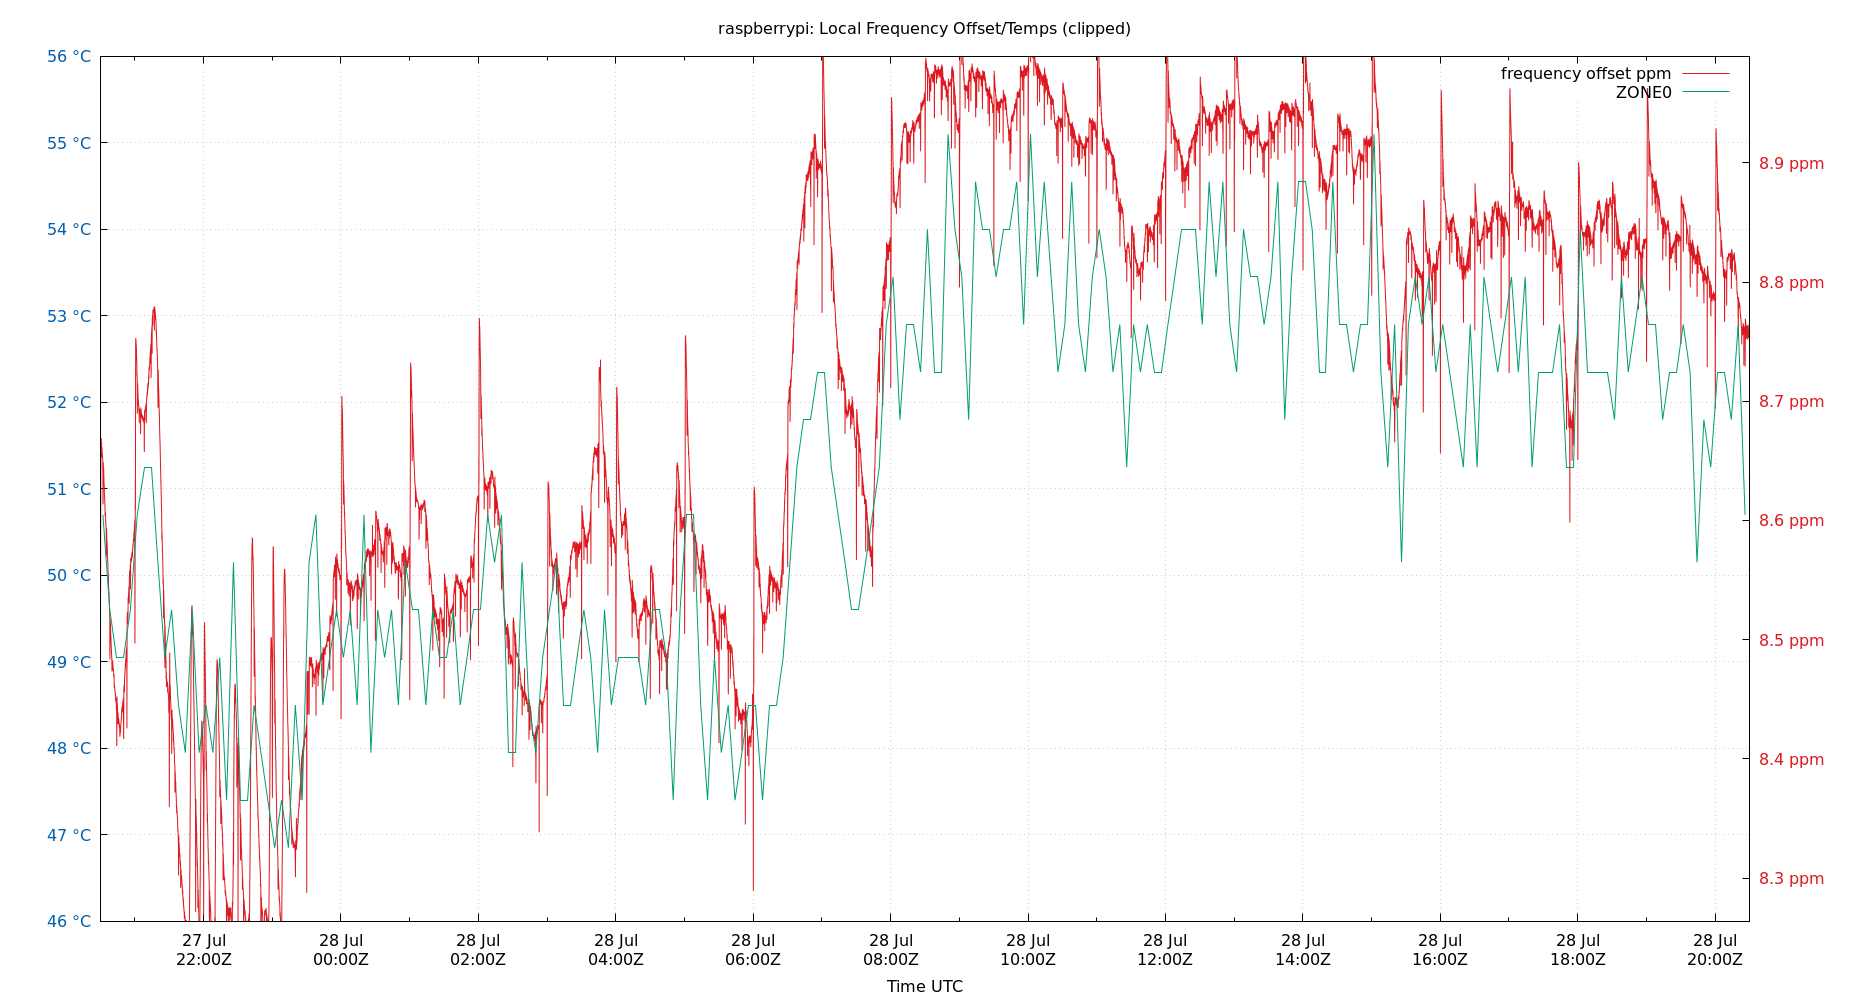 raspberrypi: Local Frequency Offset/Temps (clipped)
frequency offset ppm
ZONE0
56 °C
55 °C
54 °C
53 °C
52 °C
51 °C
50 °C
49 °C
48 °C
47 °C
46 °C
8.9 ppm
8.8 ppm
8.7 ppm
8.6 ppm
8.5 ppm
8.4 ppm
8.3 ppm
27 Jul
22:00Z
28 Jul
00:00Z
28 Jul
02:00Z
28 Jul
04:00Z
28 Jul
06:00Z
28 Jul
08:00Z
28 Jul
10:00Z
28 Jul
12:00Z
28 Jul
14:00Z
28 Jul
16:00Z
28 Jul
18:00Z
28 Jul
20:00Z
Time UTC